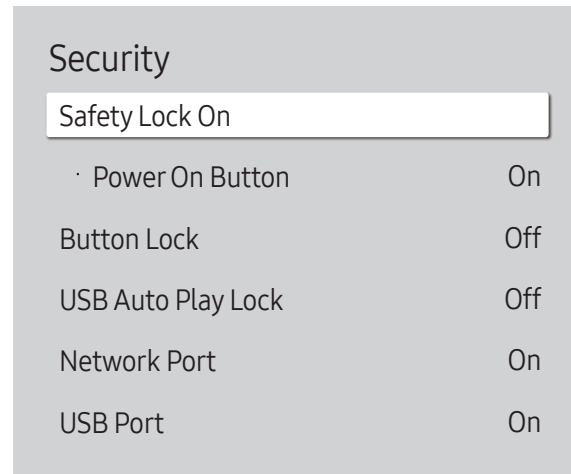 Security
Safety Lock On
· Power On Button On
Button Lock Off
USB Auto Play Lock Off
Network Port On
USB Port On